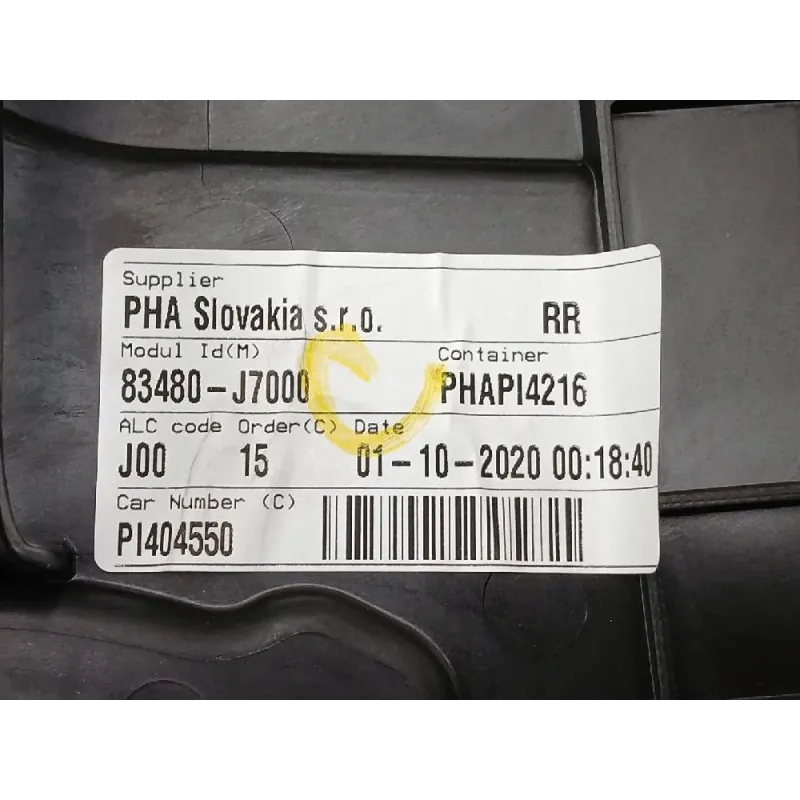 Supplier
PHA Slovakia s.r.o. RR
Modul Id(M) Container
83480-J7000 PHAPI4216
ALC code Order(C) Date
J00 15 01-10-2020 00:18:40
Car Number (C)
PI404550